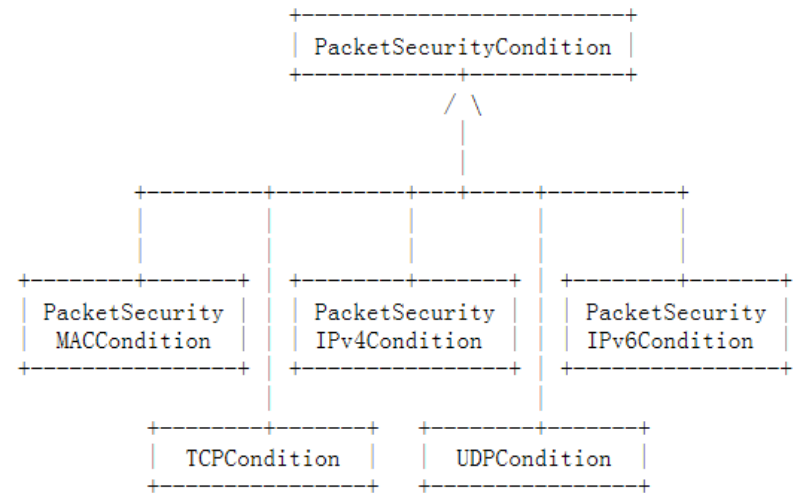 PacketSecurityCondition
PacketSecurity PacketSecurity PacketSecurity
MACCondition IPv4Condition IPv6Condition
TCPCondition UDPCondition